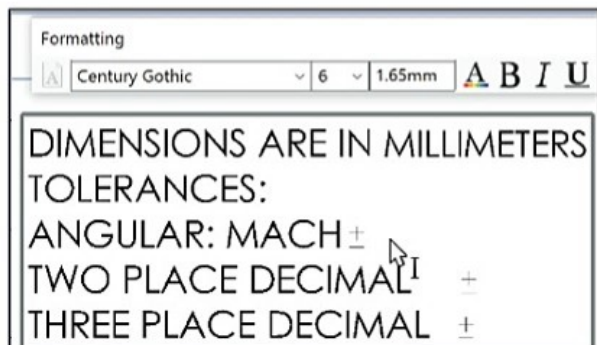 Formatting
A Century Gothic 6 1.65mm A B I U
DIMENSIONS ARE IN MILLIMETERS
TOLERANCES:
ANGULAR: MACH ±
TWO PLACE DECIMAL ±
THREE PLACE DECIMAL ±